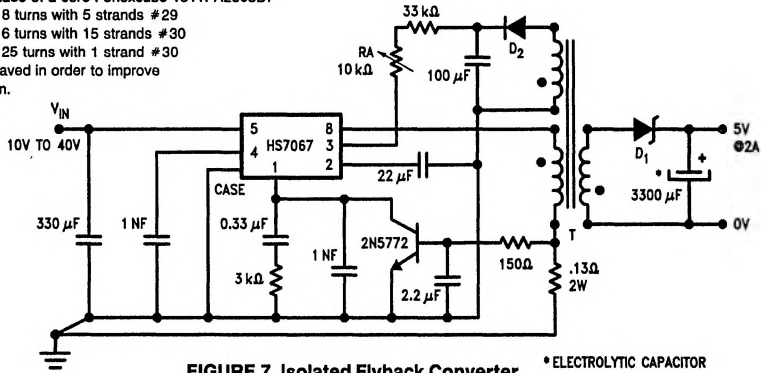 8 turns with 5 strands #29
6 turns with 15 strands #30
25 turns with 1 strand #30
aved in order to improve
n.
33 kΩ
RA
10 kΩ
D2
100 μF
VIN
10V TO 40V
5
4
1
HS7067
8
3
2
CASE
22 μF
D1
5V
@2A
+
*
3300 μF
0V
330 μF
1 NF
0.33 μF
3 kΩ
1 NF
2N5772
2.2 μF
150Ω
T
.13Ω
2W
FIGURE 7. Isolated Flyback Converter
*ELECTROLYTIC CAPACITOR